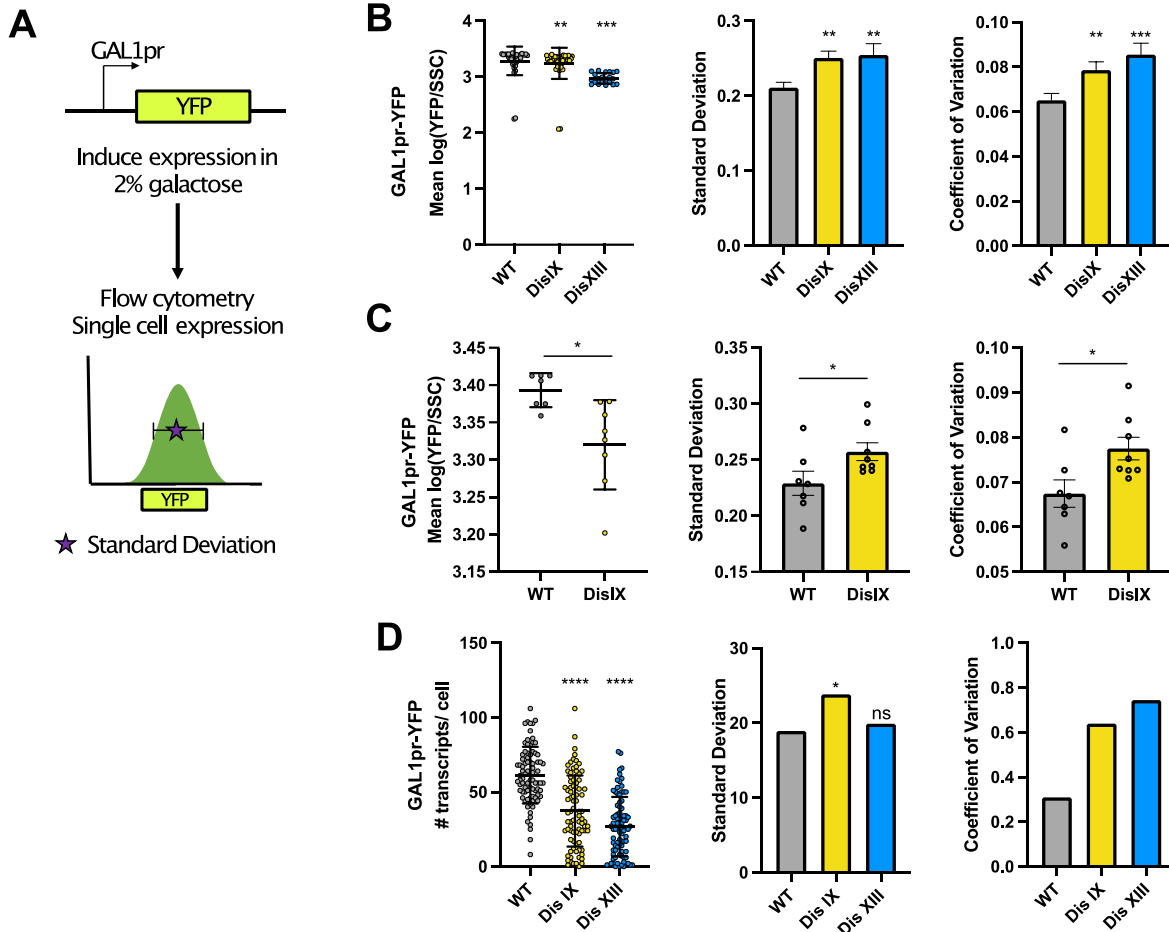 A
GAL1pr
YFP
Induce expression in
2% galactose
Flow cytometry
Single cell expression
YFP
Standard Deviation
B
GAL1pr-YFP
Mean log(YFP/SSC)
4
3
2
1
0
** ***
WT DisIX DisXIII
Standard Deviation
0.3
0.2
0.1
0.0
** **
WT DisIX DisXIII
Coefficient of Variation
0.10
0.08
0.06
0.04
0.02
0.00
** ***
WT DisIX DisXIII
C
GAL1pr-YFP
Mean log(YFP/SSC)
3.45
3.40
3.35
3.30
3.25
3.20
3.15
*
WT DisIX
Standard Deviation
0.35
0.30
0.25
0.20
0.15
*
WT DisIX
Coefficient of Variation
0.10
0.09
0.08
0.07
0.06
0.05
*
WT DisIX
D
GAL1pr-YFP
# transcripts/ cell
150
100
50
0
**** ****
WT Dis IX Dis XIII
Standard Deviation
30
20
10
0
* ns
WT Dis IX Dis XIII
Coefficient of Variation
1.0
0.8
0.6
0.4
0.2
0.0
WT Dis IX Dis XIII